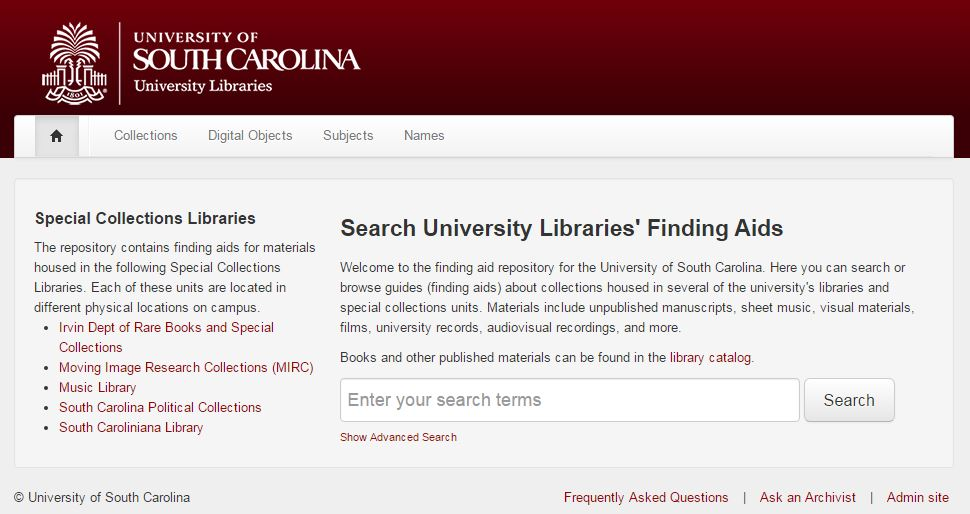 UNIVERSITY OF
SOUTH CAROLINA
University Libraries
1801
Collections
Digital Objects
Subjects
Names
Special Collections Libraries
The repository contains finding aids for materials
housed in the following Special Collections
Libraries. Each of these units are located in
different physical locations on campus.
Irvin Dept of Rare Books and Special
Collections
Moving Image Research Collections (MIRC)
Music Library
South Carolina Political Collections
South Caroliniana Library
Search University Libraries' Finding Aids
Welcome to the finding aid repository for the University of South Carolina. Here you can search or
browse guides (finding aids) about collections housed in several of the university's libraries and
special collections units. Materials include unpublished manuscripts, sheet music, visual materials,
films, university records, audiovisual recordings, and more.
Books and other published materials can be found in the library catalog.
Enter your search terms
Search
Show Advanced Search
© University of South Carolina
Frequently Asked Questions | Ask an Archivist | Admin site